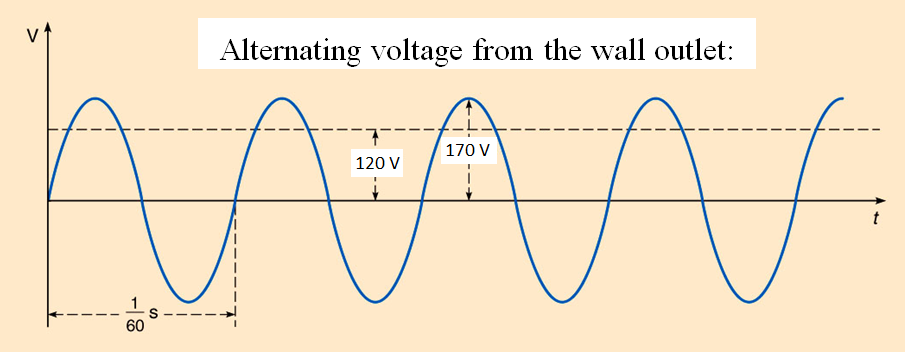 V
Alternating voltage from the wall outlet:
120 V
170 V
t
1
60
s